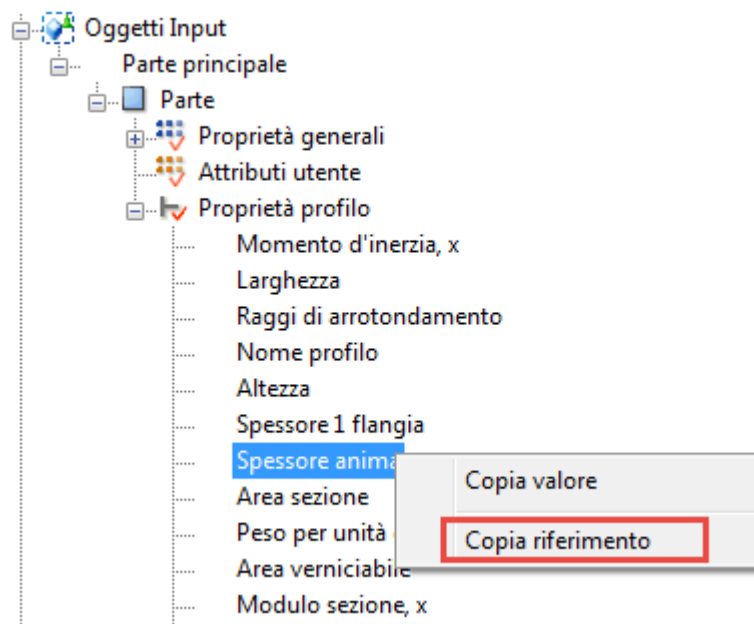 Oggetti Input
Parte principale
Parte
Proprietà generali
Attributi utente
Proprietà profilo
Momento d'inerzia, x
Larghezza
Raggi di arrotondamento
Nome profilo
Altezza
Spessore 1 flangia
Spessore anima
Copia valore
Area sezione
Peso per unità
Copia riferimento
Area verniciabile
Modulo sezione, x